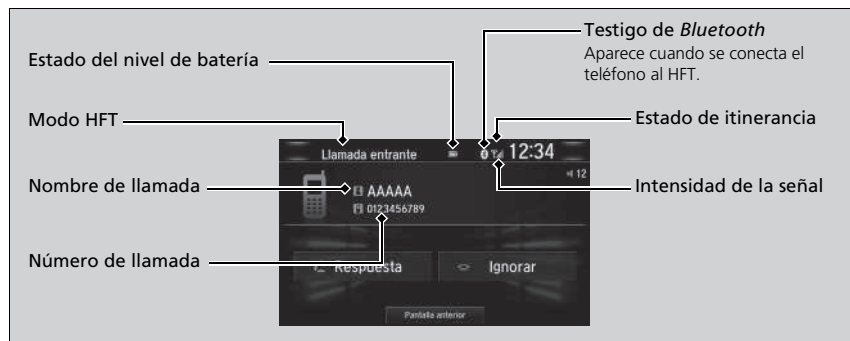 Testigo de Bluetooth
Aparece cuando se conecta el
teléfono al HFT.
Estado del nivel de batería
Modo HFT
Estado de itinerancia
Llamada entrante
12:34
12
Nombre de llamada
AAAAA
Intensidad de la señal
0123456789
Número de llamada
Respuesta
Ignorar
Pantalla anterior